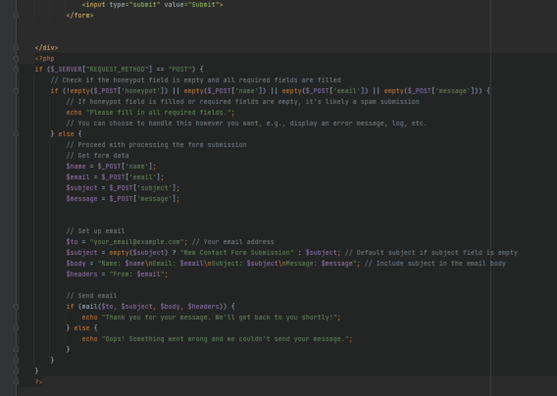 <input type="submit" value="Submit">
</form>
</div>
<?php
if ($_SERVER["REQUEST_METHOD"] == "POST") {
// Check if the honeypot field is empty and all required fields are filled
if (!empty($_POST['honeypot']) || empty($_POST['name']) || empty($_POST['email']) || empty($_POST['message'])) {
// If honeypot field is filled or required fields are empty, it's likely a spam submission
echo "Please fill in all required fields.";
// You can choose to handle this however you want, e.g., display an error message, log, etc.
} else {
// Proceed with processing the form submission
// Get form data
$name = $_POST['name'];
$email = $_POST['email'];
$subject = $_POST['subject'];
$message = $_POST['message'];
// Set up email
$to = "your_email@example.com"; // Your email address
$subject = empty($subject) ? "New Contact Form Submission" : $subject; // Default subject if subject field is empty
$body = "Name: $name\nEmail: $email\nSubject: $subject\nMessage: $message"; // Include subject in the email body
$headers = "From: $email";
// Send email
if (mail($to, $subject, $body, $headers)) {
echo "Thank you for your message. We'll get back to you shortly!";
} else {
echo "Oops! Something went wrong and we couldn't send your message.";
}
}
}
?>